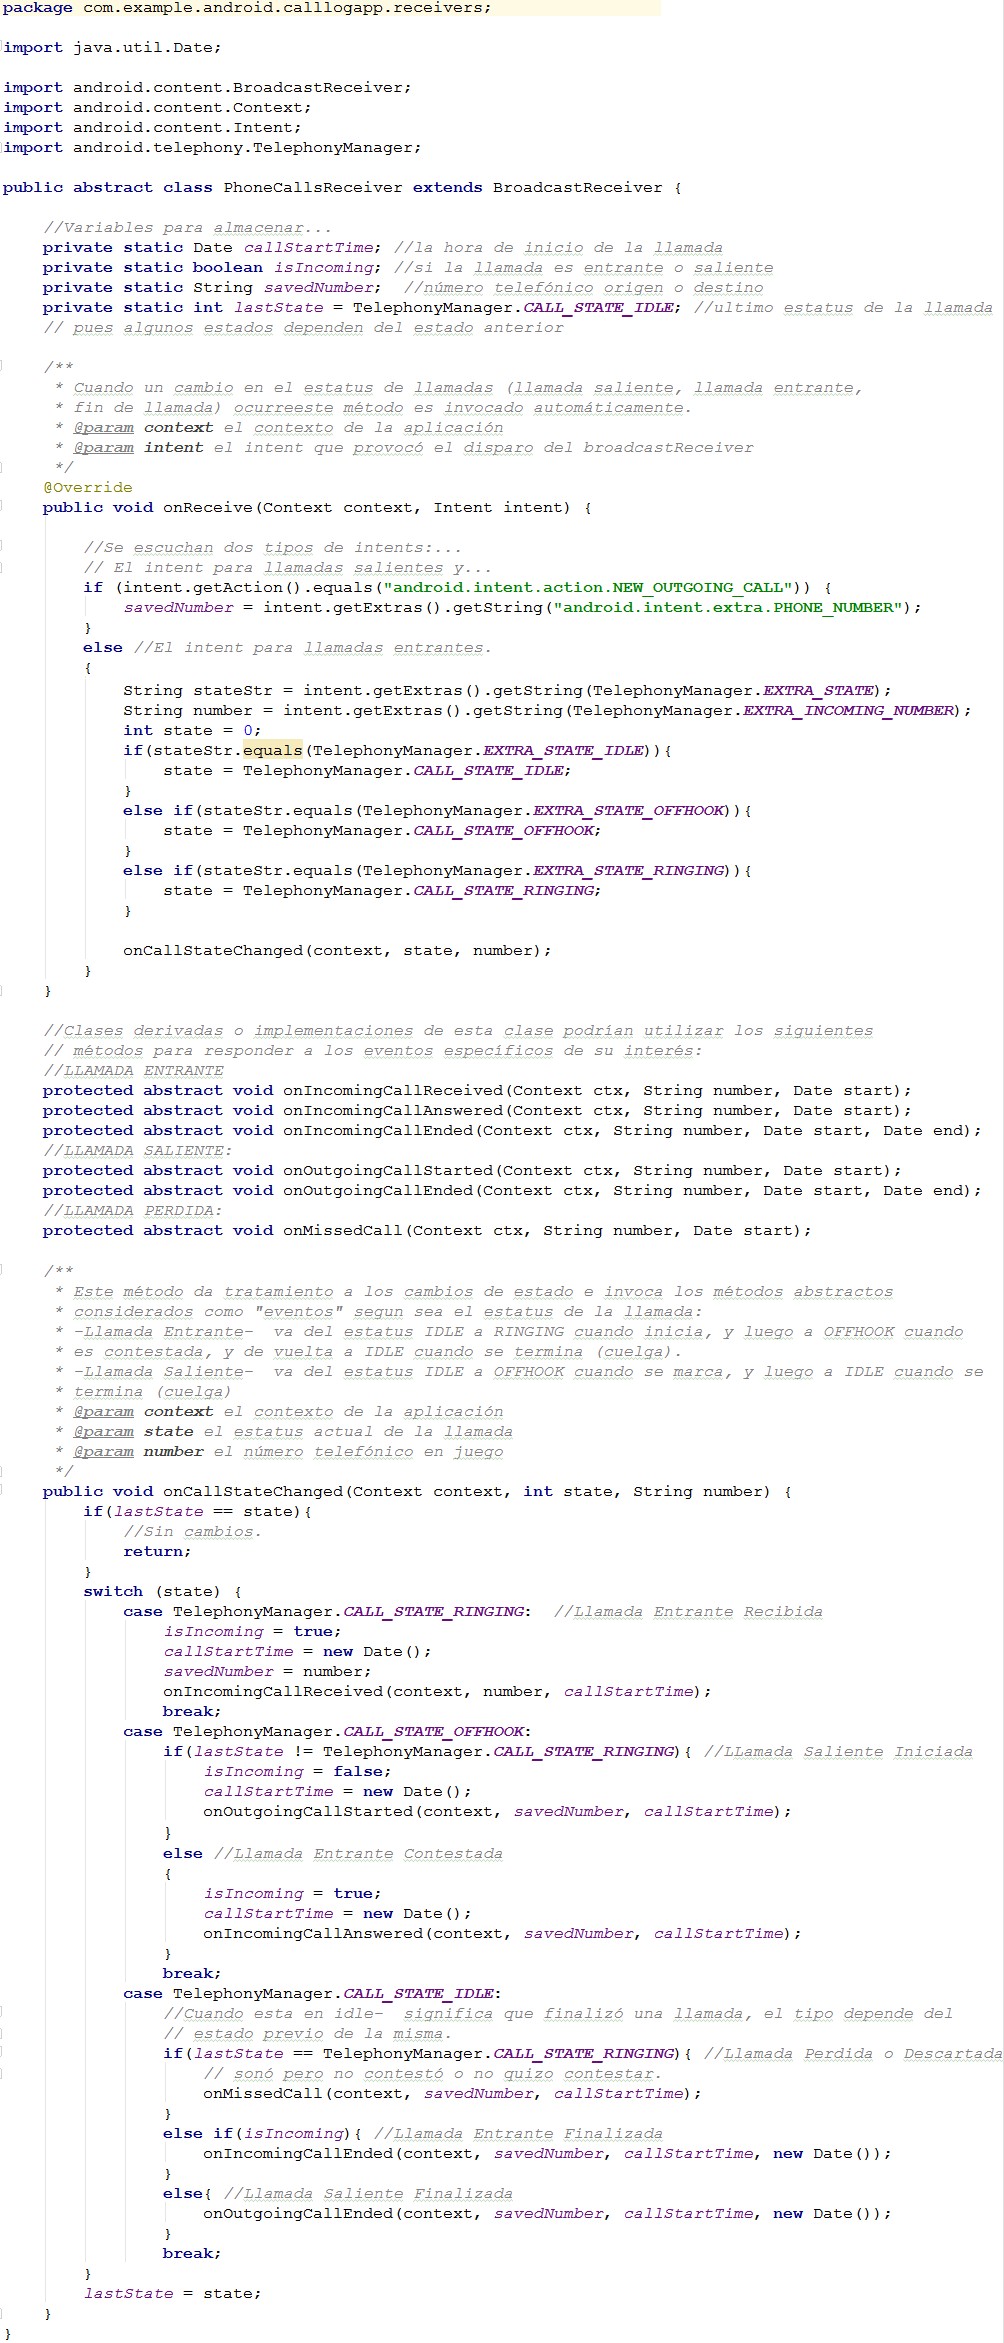 package com.example.android.calllogapp.receivers;
import java.util.Date;
import android.content.BroadcastReceiver;
import android.content.Context;
import android.content.Intent;
import android.telephony.TelephonyManager;
public abstract class PhoneCallsReceiver extends BroadcastReceiver {
//Variables para almacenar...
private static Date callStartTime; //la hora de inicio de la llamada
private static boolean isIncoming; //si la llamada es entrante o saliente
private static String savedNumber;  //número telefónico origen o destino
private static int lastState = TelephonyManager.CALL_STATE_IDLE; //ultimo estatus de la llamada
// pues algunos estados dependen del estado anterior
/**
* Cuando un cambio en el estatus de llamadas (llamada saliente, llamada entrante,
* fin de llamada) ocurreeste método es invocado automáticamente.
* @param context el contexto de la aplicación
* @param intent el intent que provocó el disparo del broadcastReceiver
*/
@Override
public void onReceive(Context context, Intent intent) {
//Se escuchan dos tipos de intents:...
// El intent para llamadas salientes y...
if (intent.getAction().equals("android.intent.action.NEW_OUTGOING_CALL")) {
savedNumber = intent.getExtras().getString("android.intent.extra.PHONE_NUMBER");
}
else //El intent para llamadas entrantes.
{
String stateStr = intent.getExtras().getString(TelephonyManager.EXTRA_STATE);
String number = intent.getExtras().getString(TelephonyManager.EXTRA_INCOMING_NUMBER);
int state = 0;
if(stateStr.equals(TelephonyManager.EXTRA_STATE_IDLE)){
state = TelephonyManager.CALL_STATE_IDLE;
}
else if(stateStr.equals(TelephonyManager.EXTRA_STATE_OFFHOOK)){
state = TelephonyManager.CALL_STATE_OFFHOOK;
}
else if(stateStr.equals(TelephonyManager.EXTRA_STATE_RINGING)){
state = TelephonyManager.CALL_STATE_RINGING;
}
onCallStateChanged(context, state, number);
}
}
//Clases derivadas o implementaciones de esta clase podrían utilizar los siguientes
// métodos para responder a los eventos específicos de su interés:
//LLAMADA ENTRANTE
protected abstract void onIncomingCallReceived(Context ctx, String number, Date start);
protected abstract void onIncomingCallAnswered(Context ctx, String number, Date start);
protected abstract void onIncomingCallEnded(Context ctx, String number, Date start, Date end);
//LLAMADA SALIENTE:
protected abstract void onOutgoingCallStarted(Context ctx, String number, Date start);
protected abstract void onOutgoingCallEnded(Context ctx, String number, Date start, Date end);
//LLAMADA PERDIDA:
protected abstract void onMissedCall(Context ctx, String number, Date start);
/**
* Este método da tratamiento a los cambios de estado e invoca los métodos abstractos
* considerados como "eventos" segun sea el estatus de la llamada:
* -Llamada Entrante-  va del estatus IDLE a RINGING cuando inicia, y luego a OFFHOOK cuando
* es contestada, y de vuelta a IDLE cuando se termina (cuelga).
* -Llamada Saliente-  va del estatus IDLE a OFFHOOK cuando se marca, y luego a IDLE cuando se
* termina (cuelga)
* @param context el contexto de la aplicación
* @param state el estatus actual de la llamada
* @param number el número telefónico en juego
*/
public void onCallStateChanged(Context context, int state, String number) {
if(lastState == state){
//Sin cambios.
return;
}
switch (state) {
case TelephonyManager.CALL_STATE_RINGING:  //Llamada Entrante Recibida
isIncoming = true;
callStartTime = new Date();
savedNumber = number;
onIncomingCallReceived(context, number, callStartTime);
break;
case TelephonyManager.CALL_STATE_OFFHOOK:
if(lastState != TelephonyManager.CALL_STATE_RINGING){ //LLamada Saliente Iniciada
isIncoming = false;
callStartTime = new Date();
onOutgoingCallStarted(context, savedNumber, callStartTime);
}
else //Llamada Entrante Contestada
{
isIncoming = true;
callStartTime = new Date();
onIncomingCallAnswered(context, savedNumber, callStartTime);
}
break;
case TelephonyManager.CALL_STATE_IDLE:
//Cuando esta en idle-  significa que finalizó una llamada, el tipo depende del
// estado previo de la misma.
if(lastState == TelephonyManager.CALL_STATE_RINGING){ //Llamada Perdida o Descartada
// sonó pero no contestó o no quizo contestar.
onMissedCall(context, savedNumber, callStartTime);
}
else if(isIncoming){ //Llamada Entrante Finalizada
onIncomingCallEnded(context, savedNumber, callStartTime, new Date());
}
else{ //Llamada Saliente Finalizada
onOutgoingCallEnded(context, savedNumber, callStartTime, new Date());
}
break;
}
lastState = state;
}
}